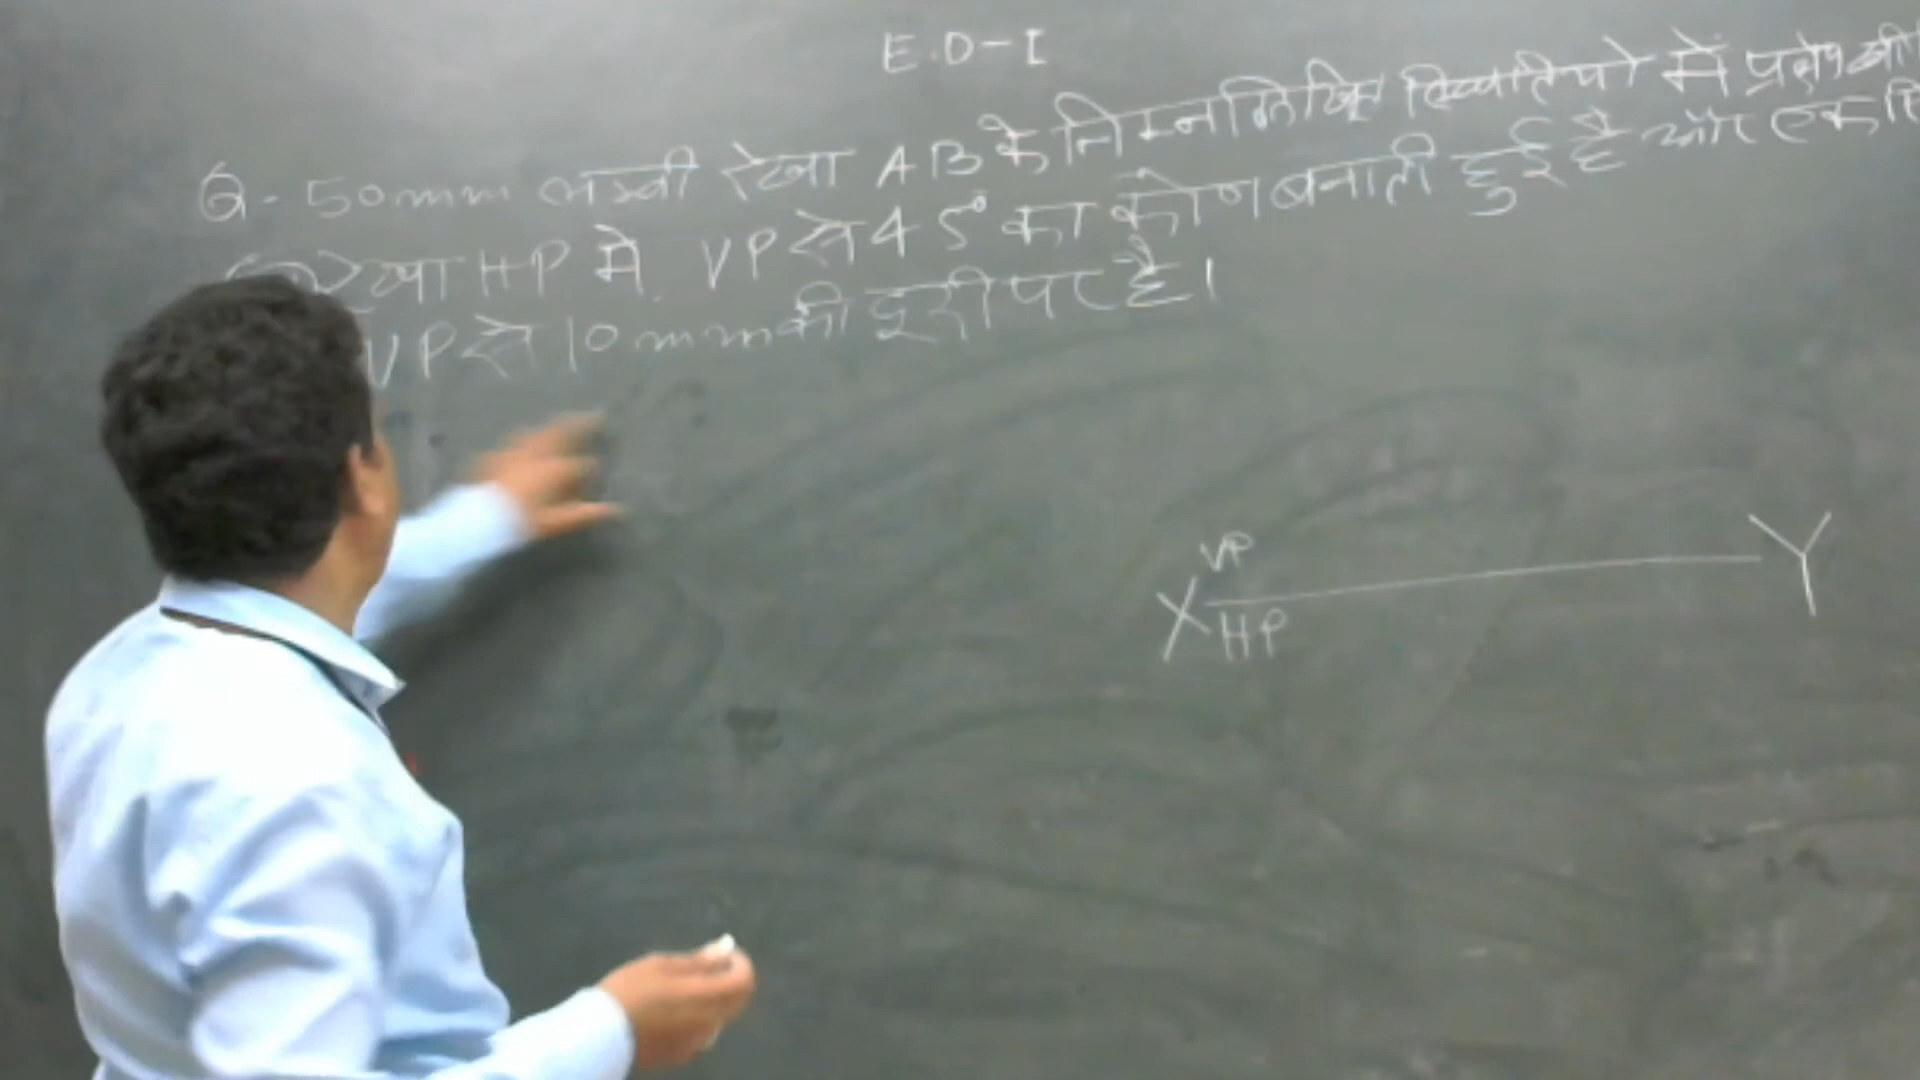 E.D-I
Q- 50mm लम्बी रेखा AB के निम्नलिखित स्थितियो में प्रक्षेप खी
रेखा HP मे. VP से 45° का कोण बनाती हुई है और एक
VP से 10mm की दूरी पर है।
VP
X Y
HP